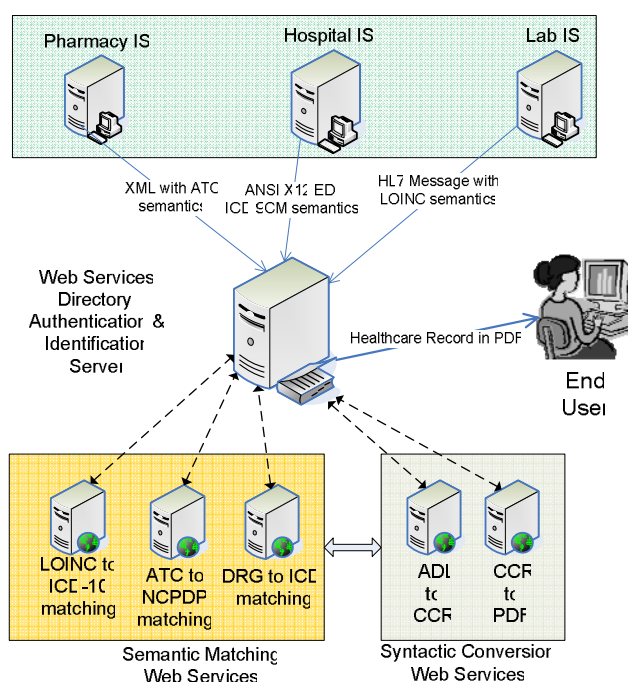 Pharmacy IS
Hospital IS
Lab IS
XML with ATC
semantics
ANSI X12 ED
ICD 9CM semantics
HL7 Message with
LOINC semantics
Web Services
Directory
Authentication &
Identification
Server
Healthcare Record in PDF
End
User
LOINC to
ICD-10
matching
ATC to
NCPDP
matching
DRG to ICD
matching
ADL
to
CCR
CCR
to
PDF
Semantic Matching
Web Services
Syntactic Conversion
Web Services